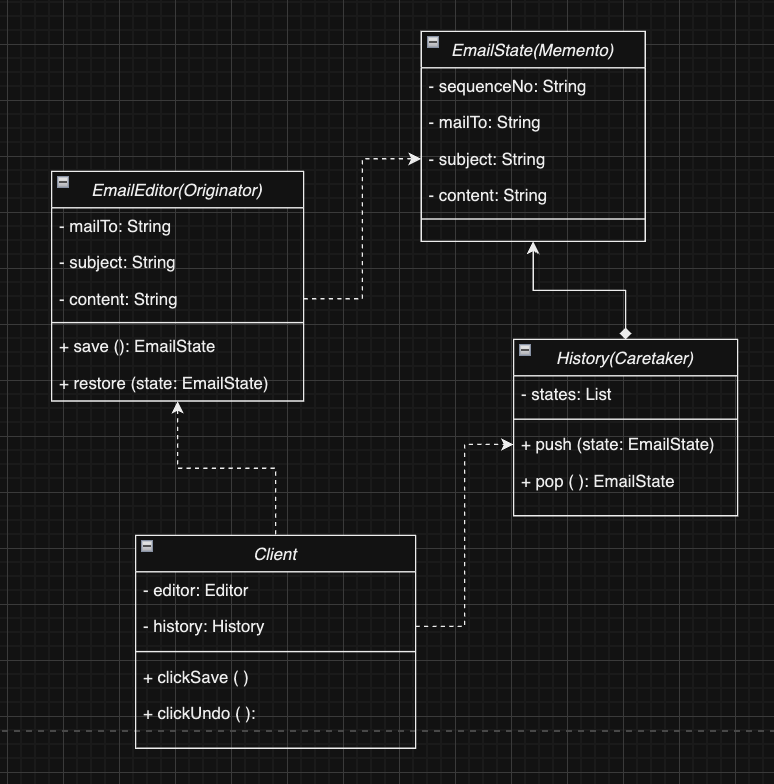 EmailState(Memento)
- sequenceNo: String
- mailTo: String
- subject: String
- content: String
EmailEditor(Originator)
- mailTo: String
- subject: String
- content: String
+ save (): EmailState
+ restore (state: EmailState)
History(Caretaker)
- states: List
+ push (state: EmailState)
+ pop ( ): EmailState
Client
- editor: Editor
- history: History
+ clickSave ( )
+ clickUndo ( ):